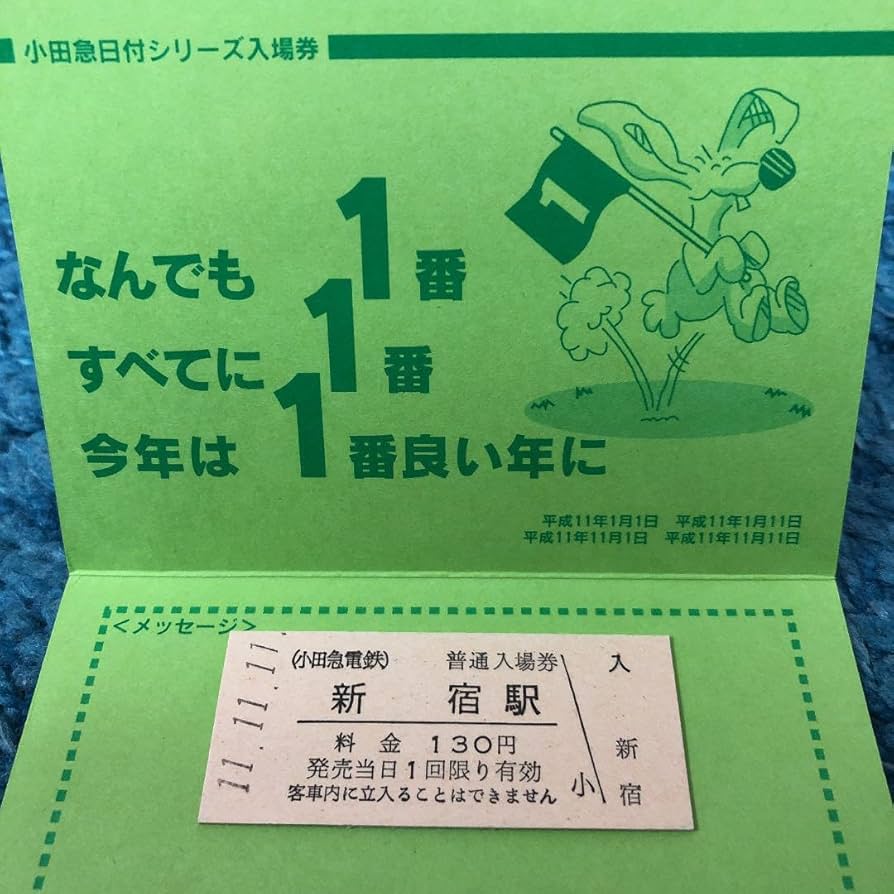 小田急日付シリーズ入場券
1
なんでも1番
すべてに1番
今年は1番良い年に
平成11年1月1日 平成11年1月11日
平成11年11月1日 平成11年11月11日
<メッセージ>
11.11.11.
(小田急電鉄) 普通入場券
新宿駅
料金 130円
発売当日1回限り有効
客車内に立入ることはできません
小
入
新宿